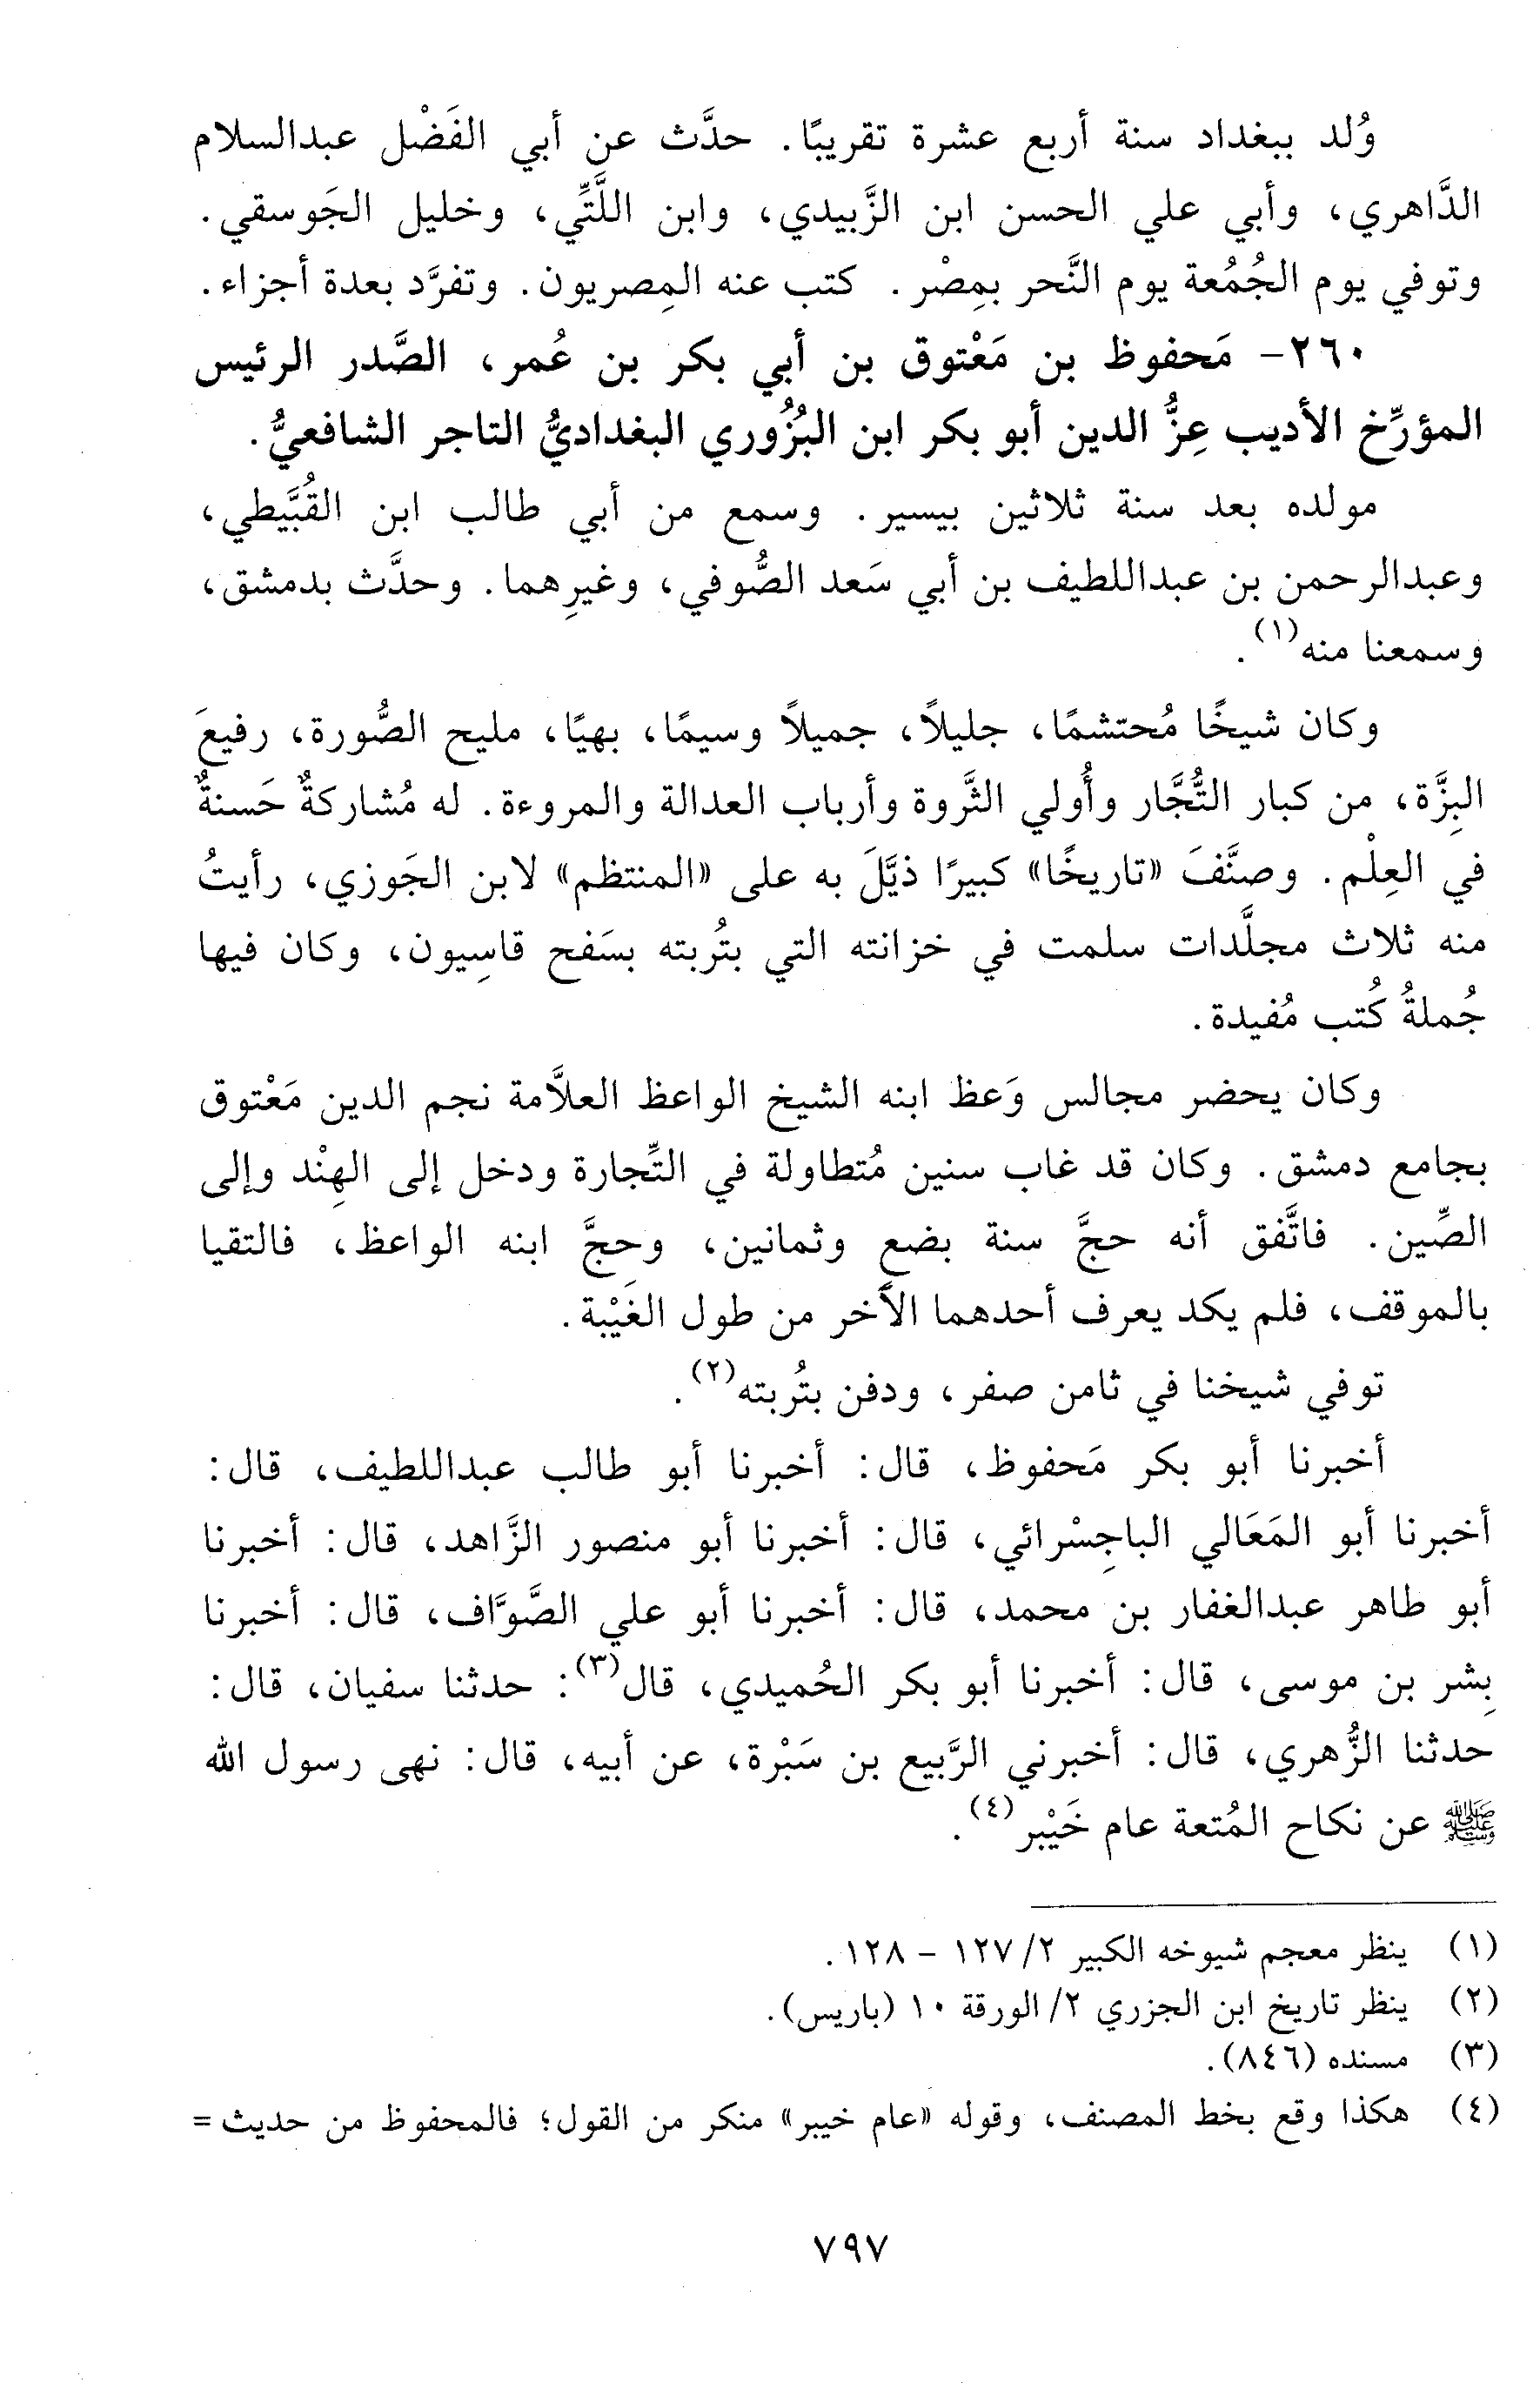 وُلد ببغداد سنة أربع عشرة تقريبًا. حدَّث عن أبي الفَضْل عبدالسلام
الدَّاهري، وأبي علي الحسن ابن الزَّبيدي، وابن اللَّتِّي، وخليل الجَوسقي.
وتوفي يوم الجُمُعة يوم النَّحر بمِصْر. كتب عنه المِصريون. وتفرَّد بعدة أجزاء.
٢٦٠- مَحفوظ بن مَعْتوق بن أبي بكر بن عُمر، الصَّدر الرئيس
المؤرِّخ الأديب عِزُّ الدين أبو بكر ابن البُزُوري البغداديُّ التاجر الشافعيُّ.
مولده بعد سنة ثلاثين بيسير. وسمع من أبي طالب ابن القُبَّيطي،
وعبدالرحمن بن عبداللطيف بن أبي سَعد الصُّوفي، وغيرِهما. وحدَّث بدمشق،
وسمعنا منه(١).
وكان شيخًا مُحتشمًا، جليلاً، جميلاً وسيمًا، بهيًا، مليح الصُّورة، رفيعَ
البِزَّة، من كبار التُّجَّار وأُولي الثَّروة وأرباب العدالة والمروءة. له مُشاركةٌ حَسنةٌ
في العِلْم. وصنَّفَ «تاريخًا» كبيرًا ذيَّلَ به على «المنتظم» لابن الجَوزي، رأيتُ
منه ثلاث مجلَّدات سلمت في خزانته التي بتُربته بسَفح قاسِيون، وكان فيها
جُملةُ كُتب مُفيدة.
وكان يحضر مجالس وَعظ ابنه الشيخ الواعظ العلاَّمة نجم الدين مَعْتوق
بجامع دمشق. وكان قد غاب سنين مُتطاولة في التِّجارة ودخل إلى الهِنْد وإلى
الصِّين. فاتَّفق أنه حجَّ سنة بضع وثمانين، وحجَّ ابنه الواعظ، فالتقيا
بالموقف، فلم يكد يعرف أحدهما الآخر من طول الغَيْبة.
توفي شيخنا في ثامن صفر، ودفن بتُربته(٢).
أخبرنا أبو بكر مَحفوظ، قال: أخبرنا أبو طالب عبداللطيف، قال:
أخبرنا أبو المَعَالي الباجِسْرائي، قال: أخبرنا أبو منصور الزَّاهد، قال: أخبرنا
أبو طاهر عبدالغفار بن محمد، قال: أخبرنا أبو علي الصَّوَّاف، قال: أخبرنا
بِشر بن موسى، قال: أخبرنا أبو بكر الحُميدي، قال(٣): حدثنا سفيان، قال:
حدثنا الزُّهري، قال: أخبرني الرَّبيع بن سَبْرة، عن أبيه، قال: نهى رسول الله
ﷺ عن نكاح المُتعة عام خَيْبر(٤).
(١) ينظر معجم شيوخه الكبير ٢/ ١٢٧ - ١٢٨.
(٢) ينظر تاريخ ابن الجزري ٢/ الورقة ١٠ (باريس).
(٣) مسنده (٨٤٦).
(٤) هكذا وقع بخط المصنف، وقوله «عام خيبر» منكر من القول؛ فالمحفوظ من حديث =
٧٩٧